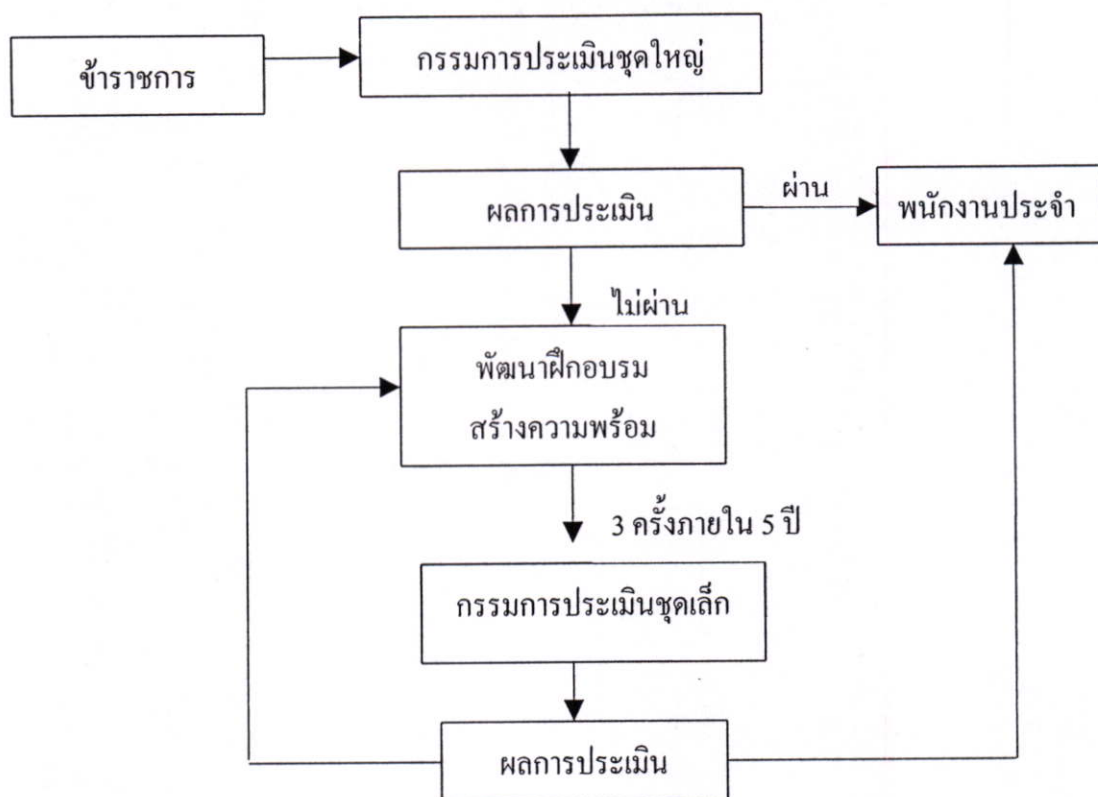 ข้าราชการ
กรรมการประเมินชุดใหญ่
ผลการประเมิน
ผ่าน
พนักงานประจำ
ไม่ผ่าน
พัฒนาฝึกอบรม
สร้างความพร้อม
3 ครั้งภายใน 5 ปี
กรรมการประเมินชุดเล็ก
ผลการประเมิน